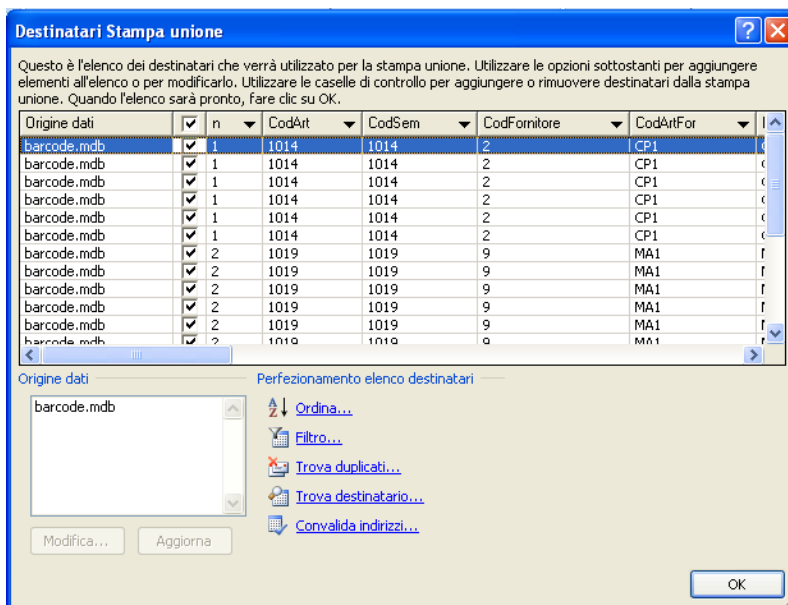 Destinatari Stampa unione
Questo è l'elenco dei destinatari che verrà utilizzato per la stampa unione. Utilizzare le opzioni sottostanti per aggiungere
elementi all'elenco o per modificarlo. Utilizzare le caselle di controllo per aggiungere o rimuovere destinatari dalla stampa
unione. Quando l'elenco sarà pronto, fare clic su OK.
Origine dati n CodArt CodSem CodFornitore CodArtFor
barcode.mdb 1 1014 1014 2 CP1
barcode.mdb 1 1014 1014 2 CP1
barcode.mdb 1 1014 1014 2 CP1
barcode.mdb 1 1014 1014 2 CP1
barcode.mdb 1 1014 1014 2 CP1
barcode.mdb 1 1014 1014 2 CP1
barcode.mdb 2 1019 1019 9 MA1
barcode.mdb 2 1019 1019 9 MA1
barcode.mdb 2 1019 1019 9 MA1
barcode.mdb 2 1019 1019 9 MA1
barcode.mdb 2 1019 1019 9 MA1
barcode.mdb 2 1019 1019 9 MA1
Origine dati
barcode.mdb
Modifica... Aggiorna
Perfezionamento elenco destinatari
Ordina...
Filtro...
Trova duplicati...
Trova destinatario...
Convalida indirizzi...
OK